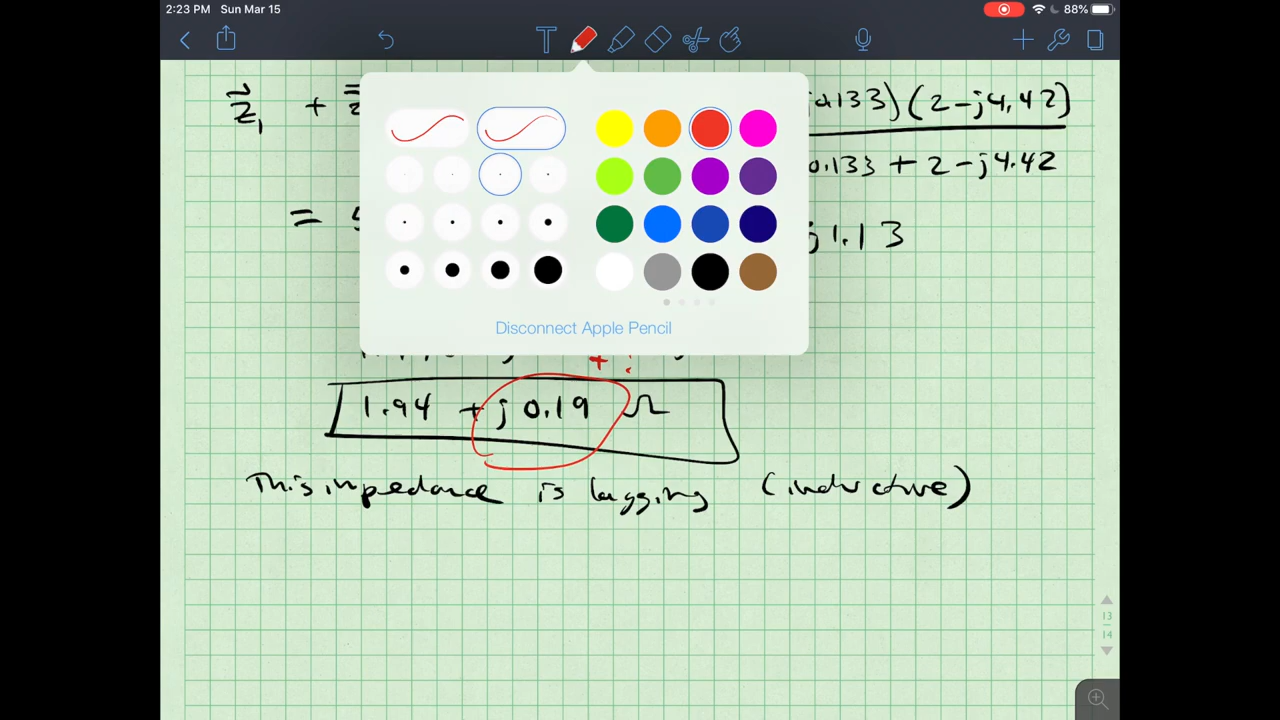 2:23 PM Sun Mar 15 88%
T
z₁ + 0.133)(2-j4.42)
0.133 + 2-j4.42
= j1.13
Disconnect Apple Pencil
+
1.94 + j0.19 Ω
This impedance is lagging (inductive)
13
14